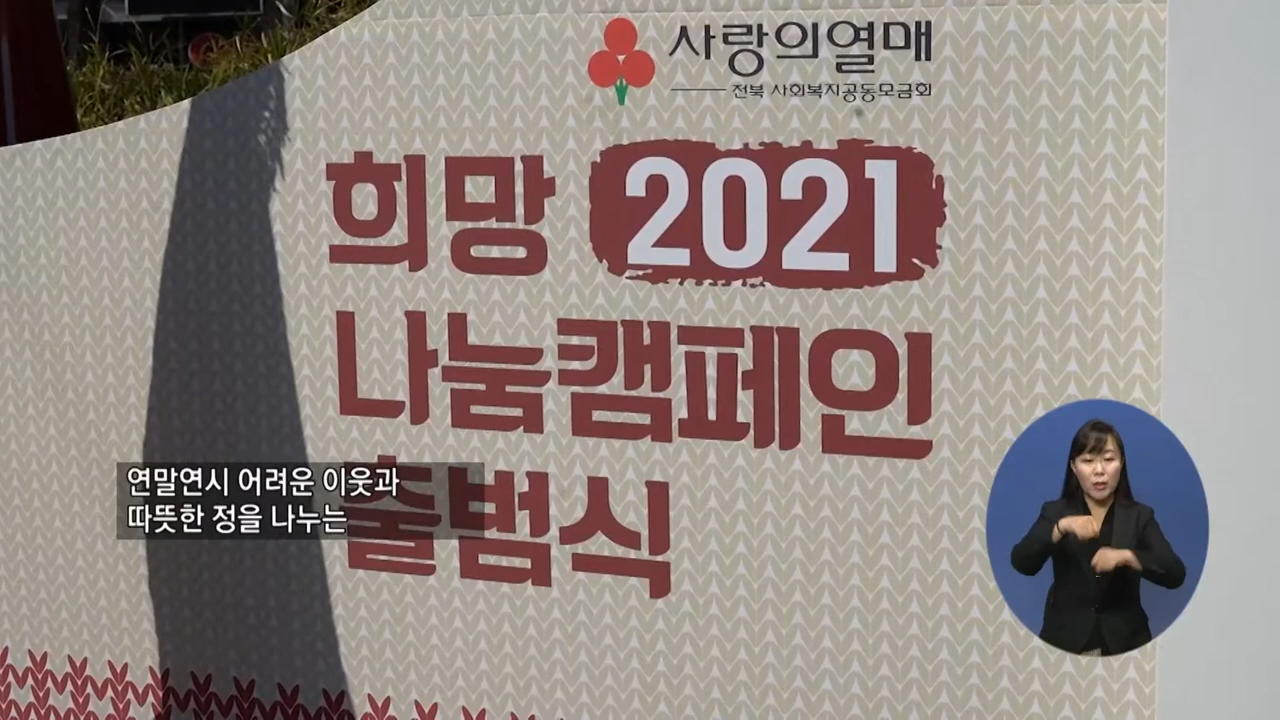 사랑의열매
전북 사회복지공동모금회
희망 2021
나눔캠페인
출범식
연말연시 어려운 이웃과
따뜻한 정을 나누는